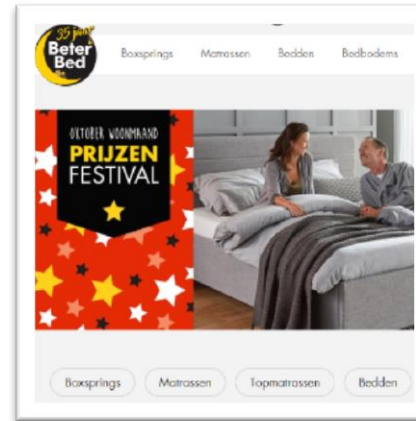 35 jaar
Beter
Bed
Boxsprings Matrassen Bedden Bedbodems
OKTOBER WOONMAAND
PRIJZEN
FESTIVAL
Boxsprings Matrassen Topmatrassen Bedden